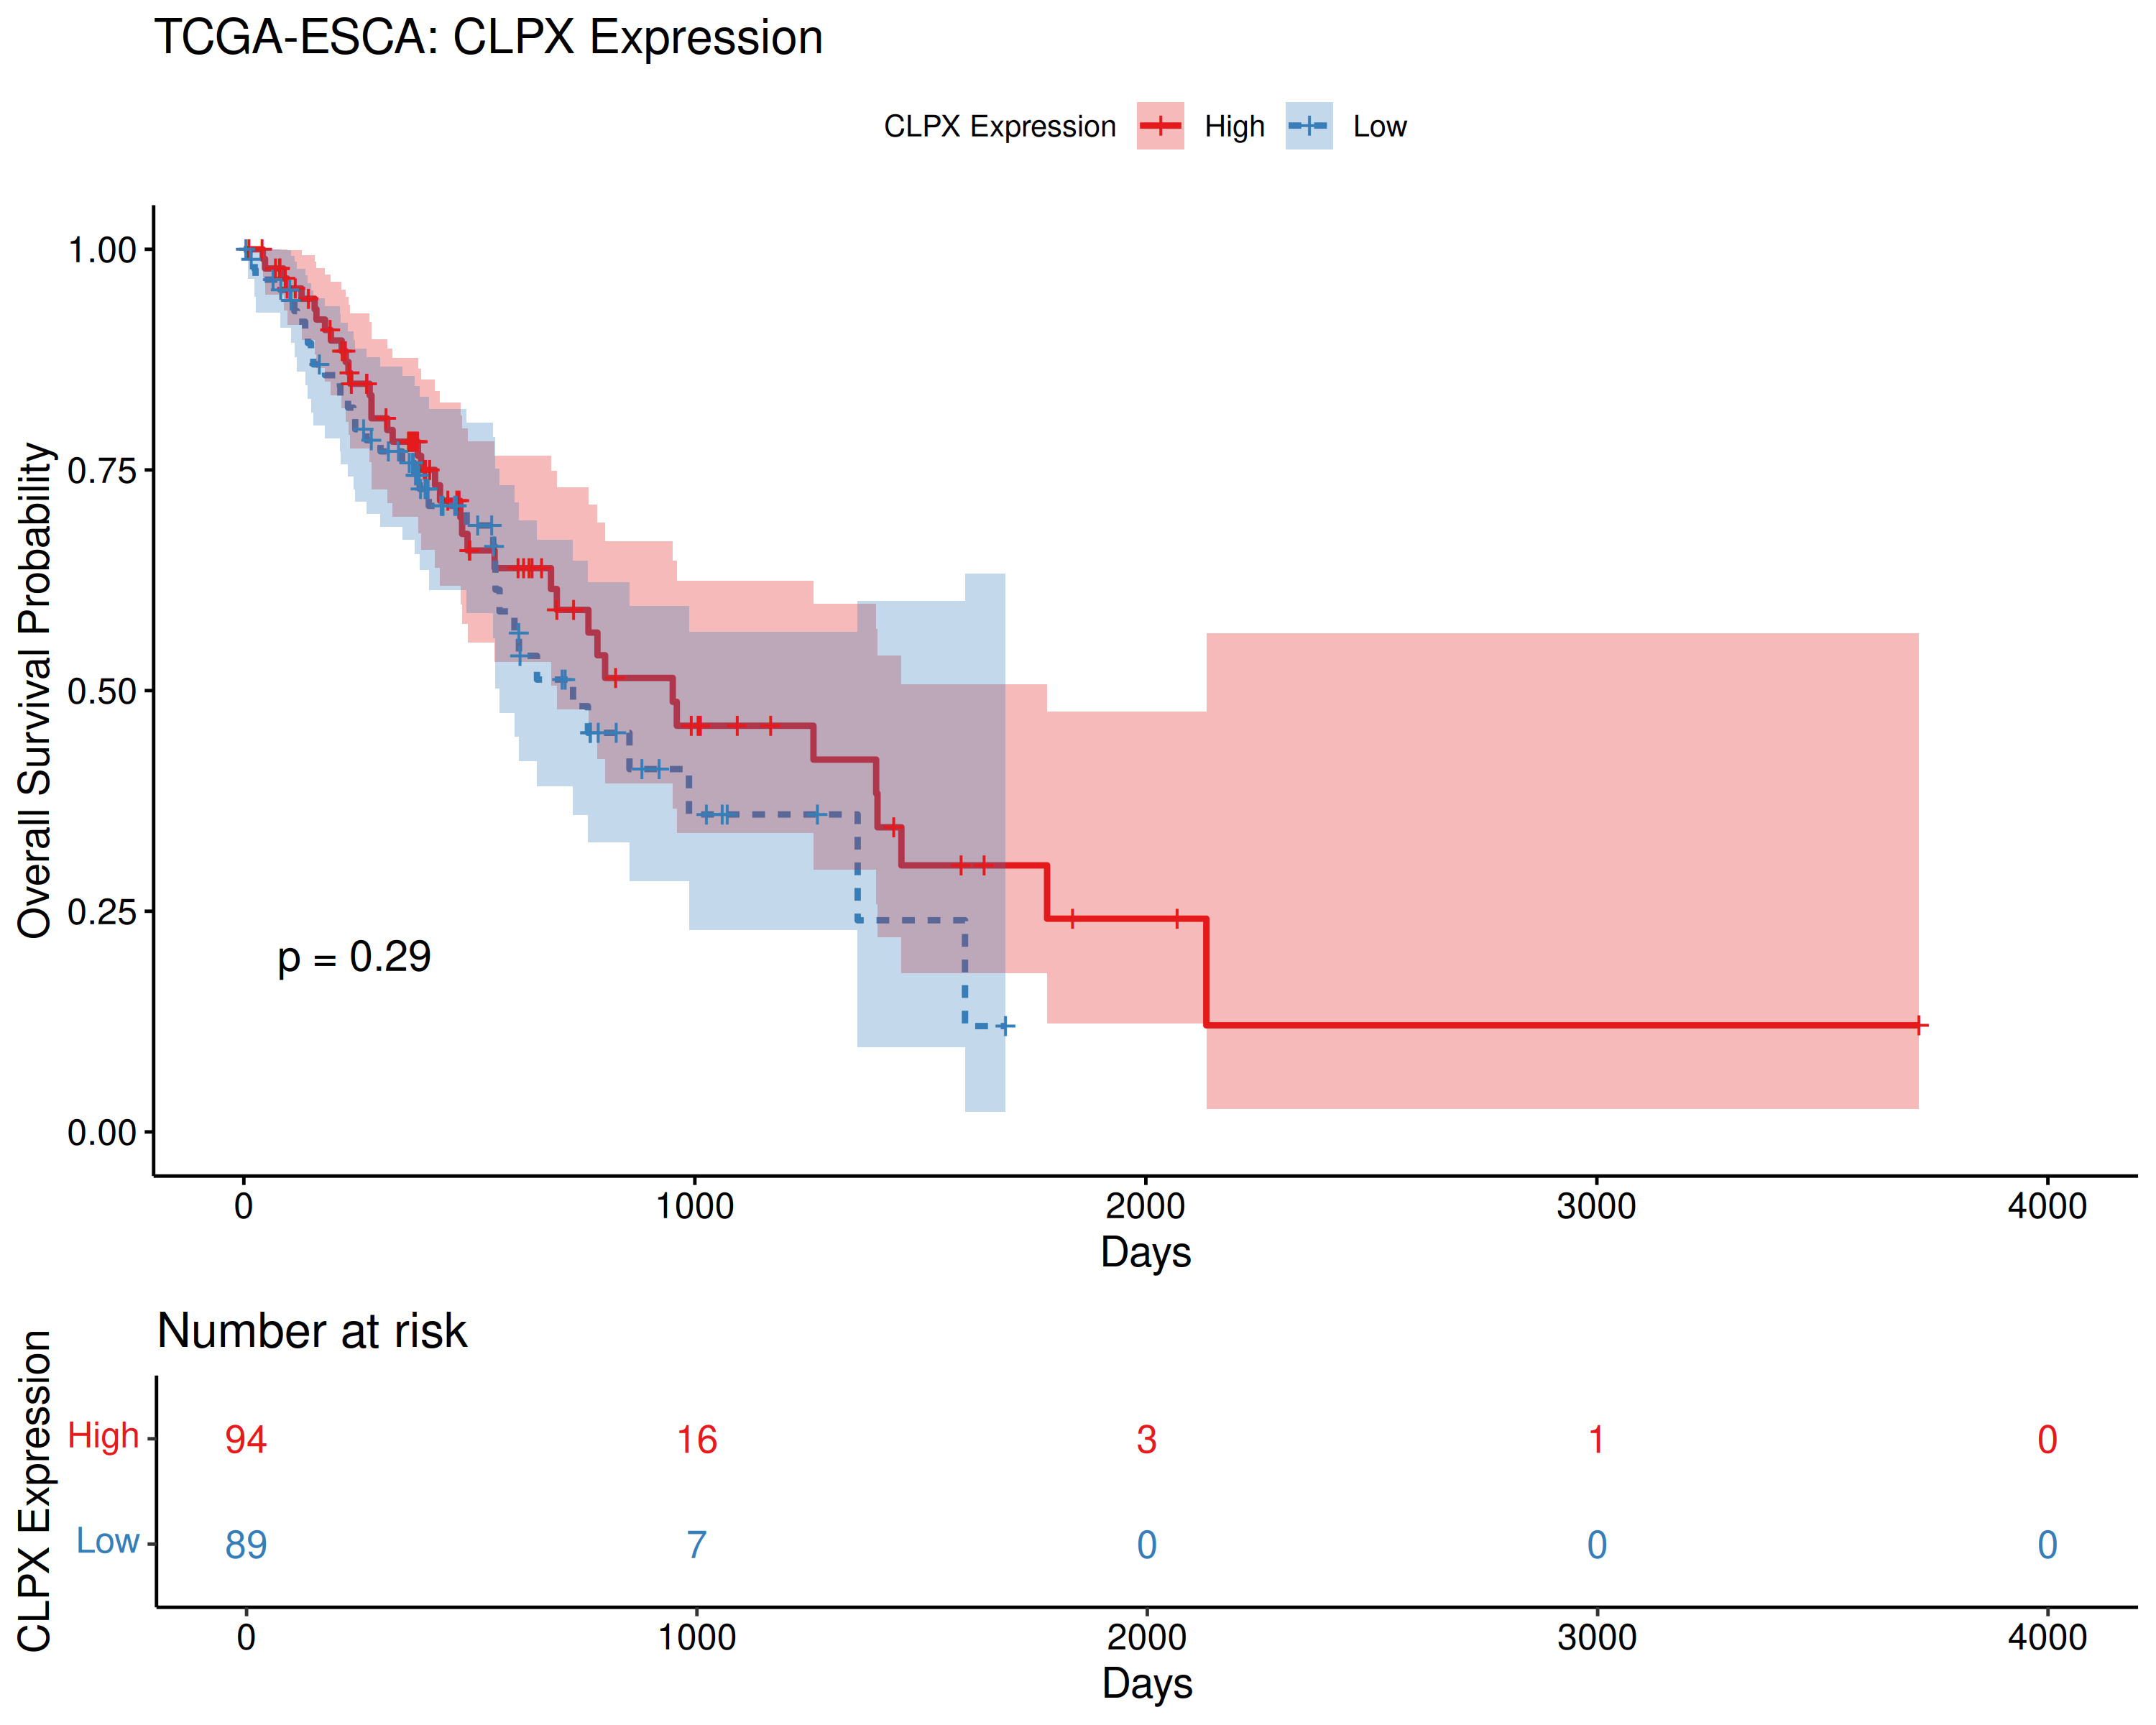 TCGA-ESCA: CLPX Expression
CLPX Expression High Low
Overall Survival Probability
1.00
0.75
0.50
0.25
0.00
p = 0.29
0 1000 2000 3000 4000
Days
Number at risk
CLPX Expression
High 94 16 3 1 0
Low 89 7 0 0 0
0 1000 2000 3000 4000
Days